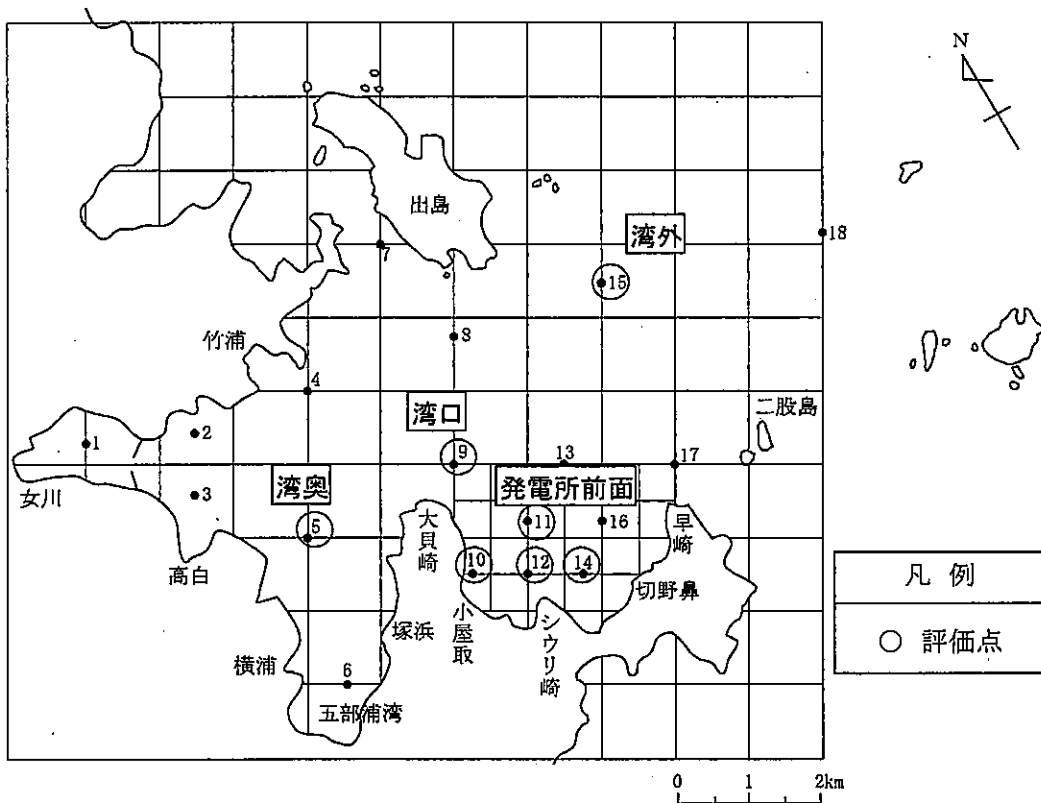 N
出島
湾外
18
7
15
竹浦
8
4
湾口
二股島
1
2
9
13
17
女川
3
湾奥
発電所前面
5
大貝崎
11
16
早崎
高白
10
12
14
切野鼻
凡 例
○ 評価点
小屋取
シウリ崎
塚浜
横浦
6
五部浦湾
0 1 2km